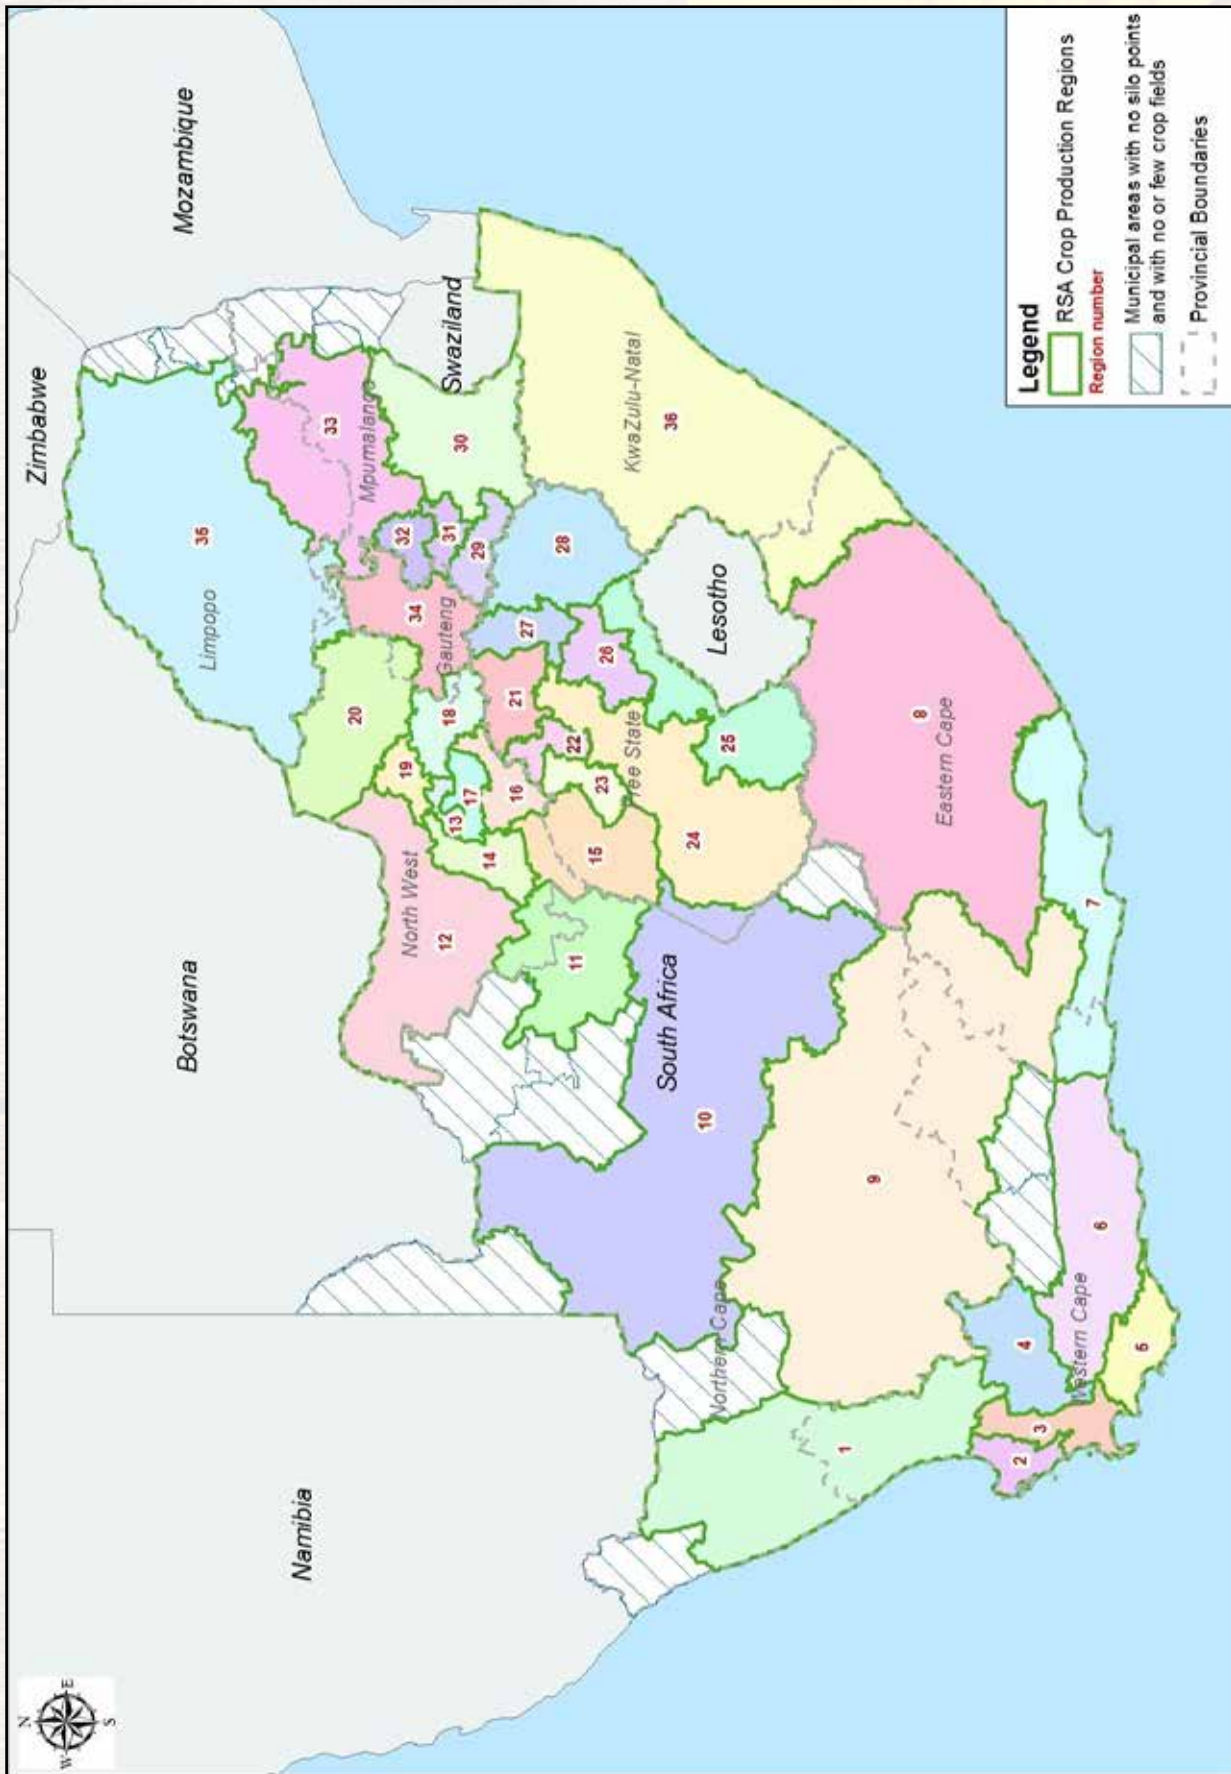 N
W
E
S
Zimbabwe
Mozambique
Botswana
Namibia
Limpopo
35
33
Mpumalanga
20
34
32
Gauteng
31
30
Swaziland
29
North West
12
19
18
13
17
14
16
21
27
28
22
26
23
15
11
Free State
KwaZulu-Natal
36
South Africa
24
25
Lesotho
10
Northern Cape
1
9
8
Eastern Cape
2
3
4
Western Cape
5
6
7
Legend
RSA Crop Production Regions
Region number
Municipal areas with no silo points
and with no or few crop fields
Provincial Boundaries